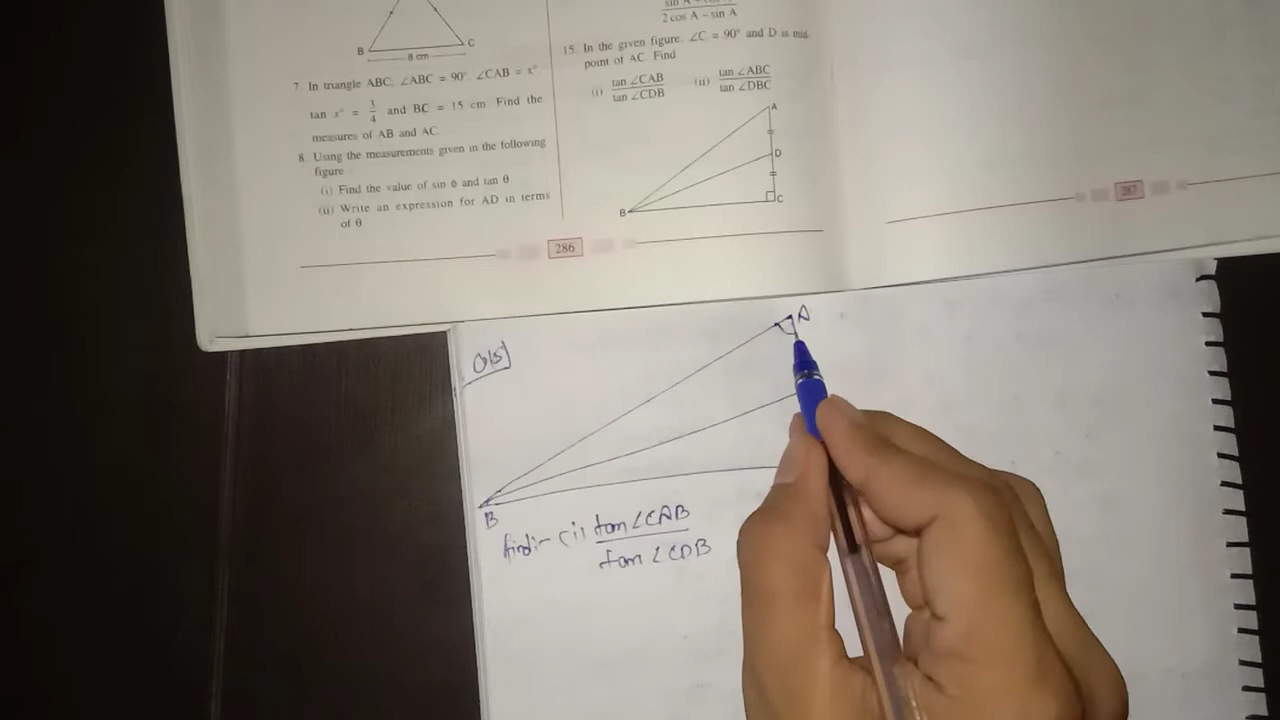 B
C
8 cm
7. In triangle ABC, ∠ABC = 90°, ∠CAB = x°,
tan x° = 3/4 and BC = 15 cm. Find the
measures of AB and AC.
8. Using the measurements given in the following
figure
(i) Find the value of sin ϕ and tan θ
(ii) Write an expression for AD in terms
of θ
286
2 cos A − sin A
15. In the given figure, ∠C = 90° and D is mid
point of AC. Find
(i) tan ∠CAB / tan ∠CDB (ii) tan ∠ABC / tan ∠DBC
A
D
B
C
287
Q15]
A
B
find:- (i) tan ∠CAB
tan ∠CDB